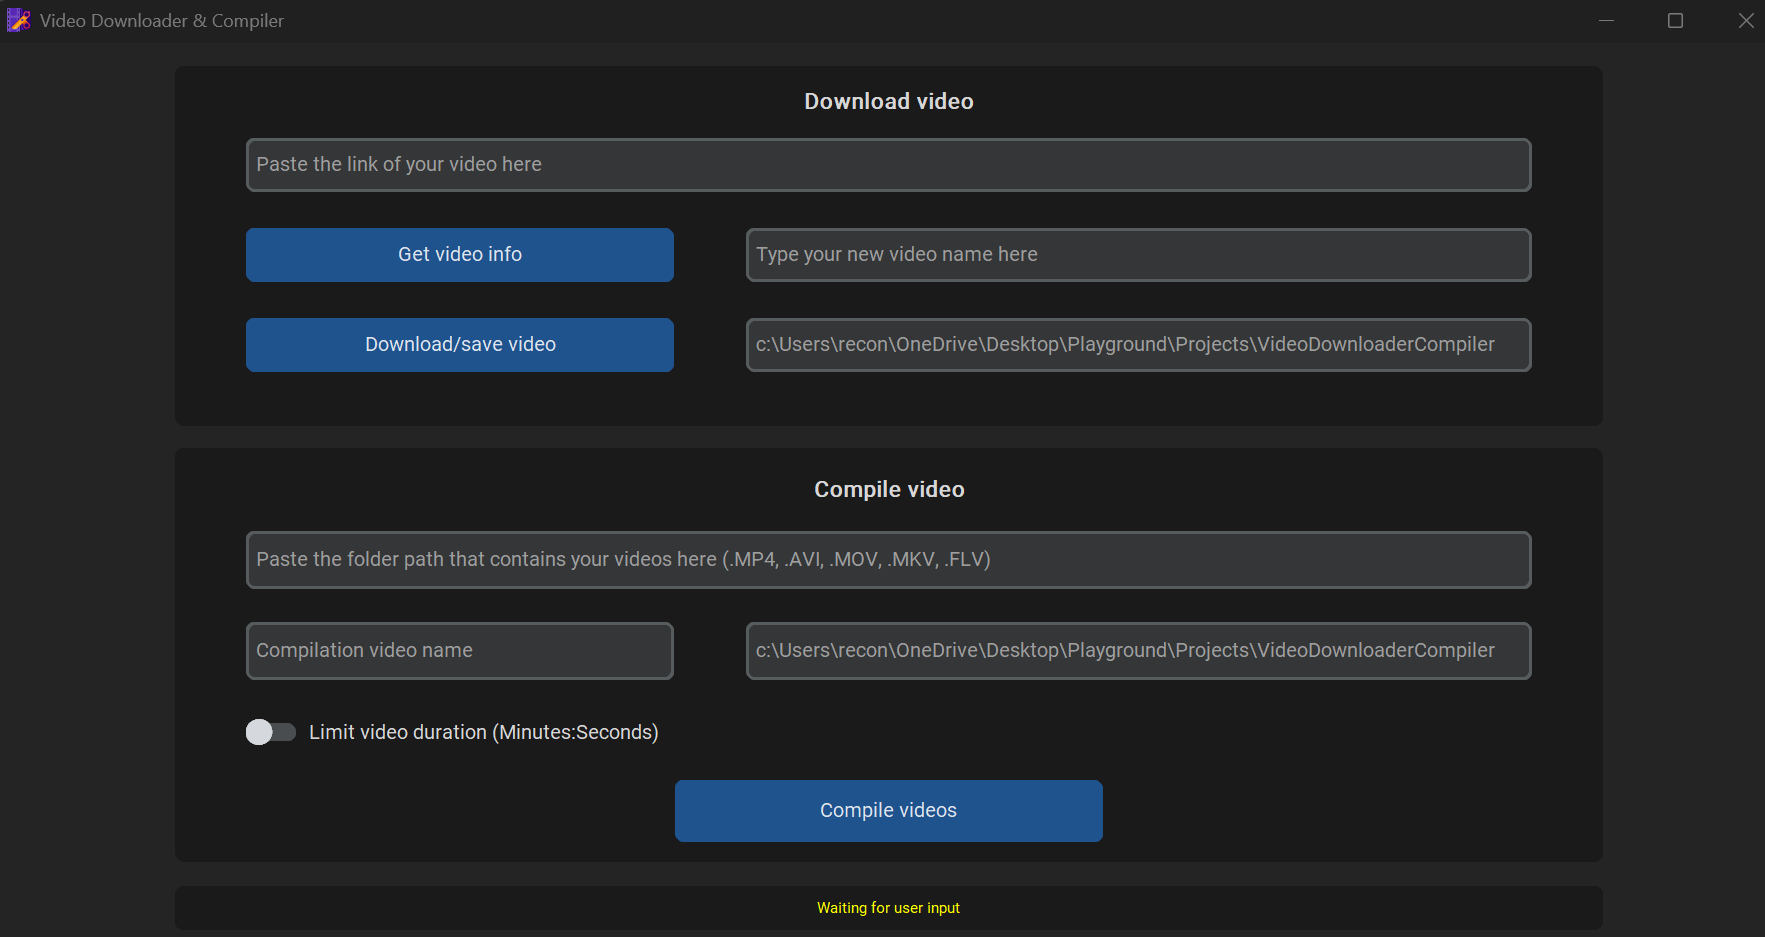 Video Downloader & Compiler
Download video
Paste the link of your video here
Get video info
Type your new video name here
Download/save video
c:\Users\recon\OneDrive\Desktop\Playground\Projects\VideoDownloaderCompiler
Compile video
Paste the folder path that contains your videos here (.MP4, .AVI, .MOV, .MKV, .FLV)
Compilation video name
c:\Users\recon\OneDrive\Desktop\Playground\Projects\VideoDownloaderCompiler
Limit video duration (Minutes:Seconds)
Compile videos
Waiting for user input